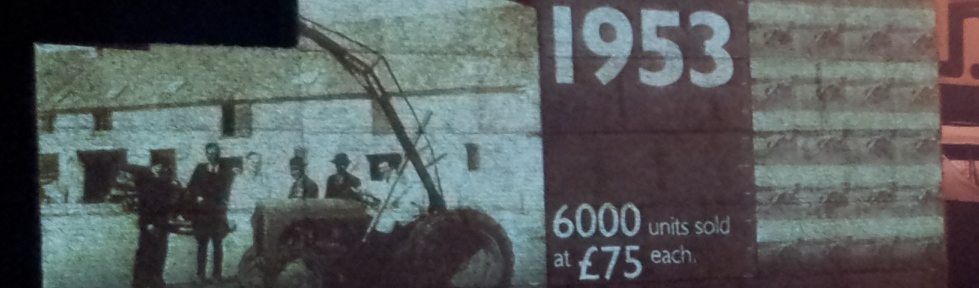 1953
6000 units sold
at £75 each.